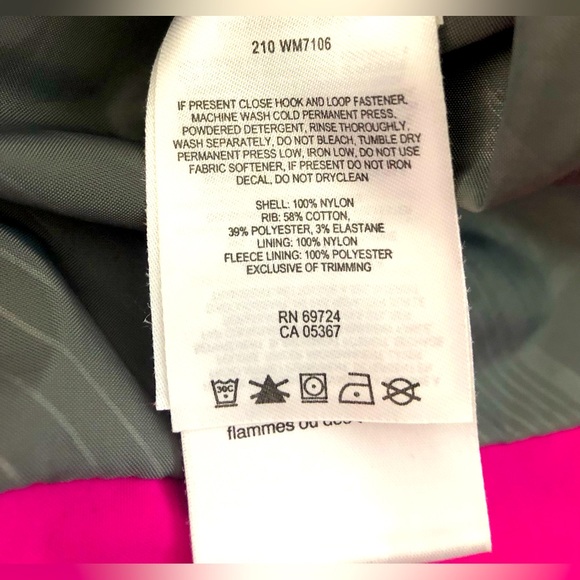 210 WM7106
IF PRESENT CLOSE HOOK AND LOOP FASTENER.
MACHINE WASH COLD PERMANENT PRESS.
POWDERED DETERGENT, RINSE THOROUGHLY,
WASH SEPARATELY, DO NOT BLEACH, TUMBLE DRY
PERMANENT PRESS LOW, IRON LOW, DO NOT USE
FABRIC SOFTENER, IF PRESENT DO NOT IRON
DECAL, DO NOT DRYCLEAN
SHELL: 100% NYLON
RIB: 58% COTTON,
39% POLYESTER, 3% ELASTANE
LINING: 100% NYLON
FLEECE LINING: 100% POLYESTER
EXCLUSIVE OF TRIMMING
RN 69724
CA 05367
30C
flammes ou